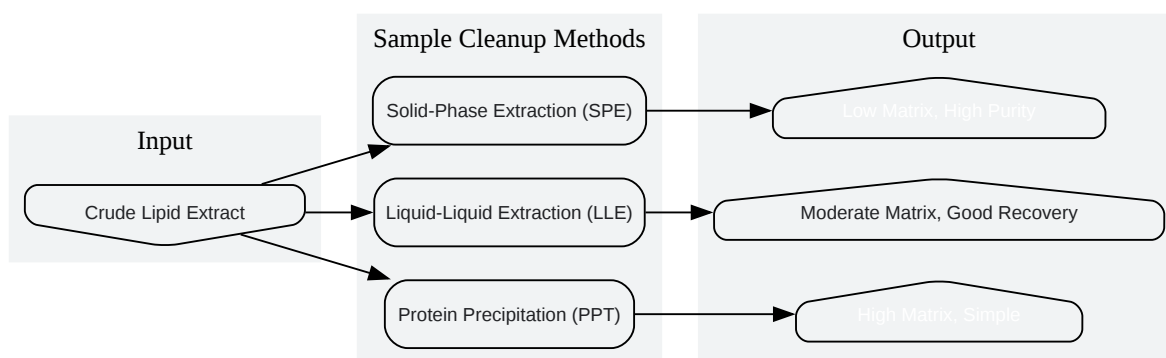 Sample Cleanup Methods
Output
Input
Solid-Phase Extraction (SPE)
Low Matrix, High Purity
Crude Lipid Extract
Liquid-Liquid Extraction (LLE)
Moderate Matrix, Good Recovery
Protein Precipitation (PPT)
High Matrix, Simple